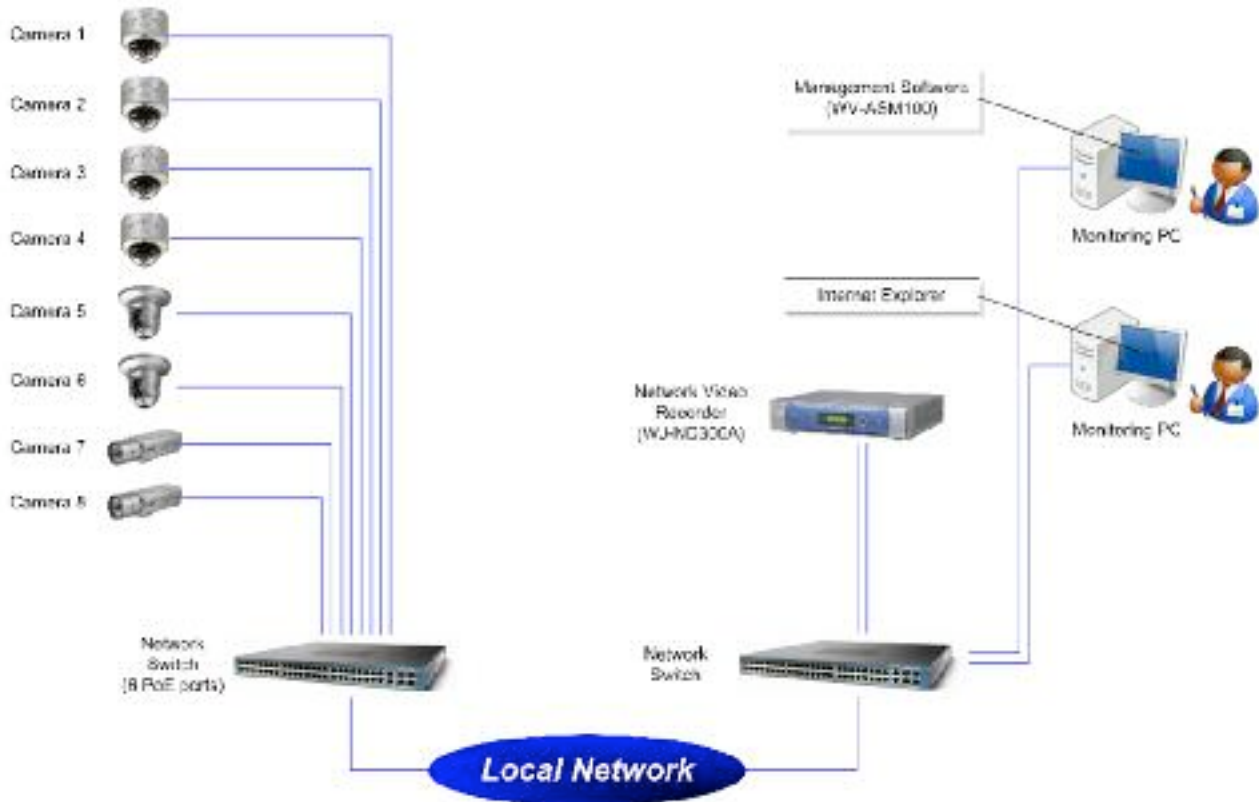 Camera 1
Camera 2
Camera 3
Camera 4
Camera 5
Camera 6
Camera 7
Camera 8
Management Software
(WV-ASM100)
Monitoring PC
Internet Explorer
Monitoring PC
Network Video
Recorder
Network
Switch
(8 PoE ports)
Network
Switch
Local Network